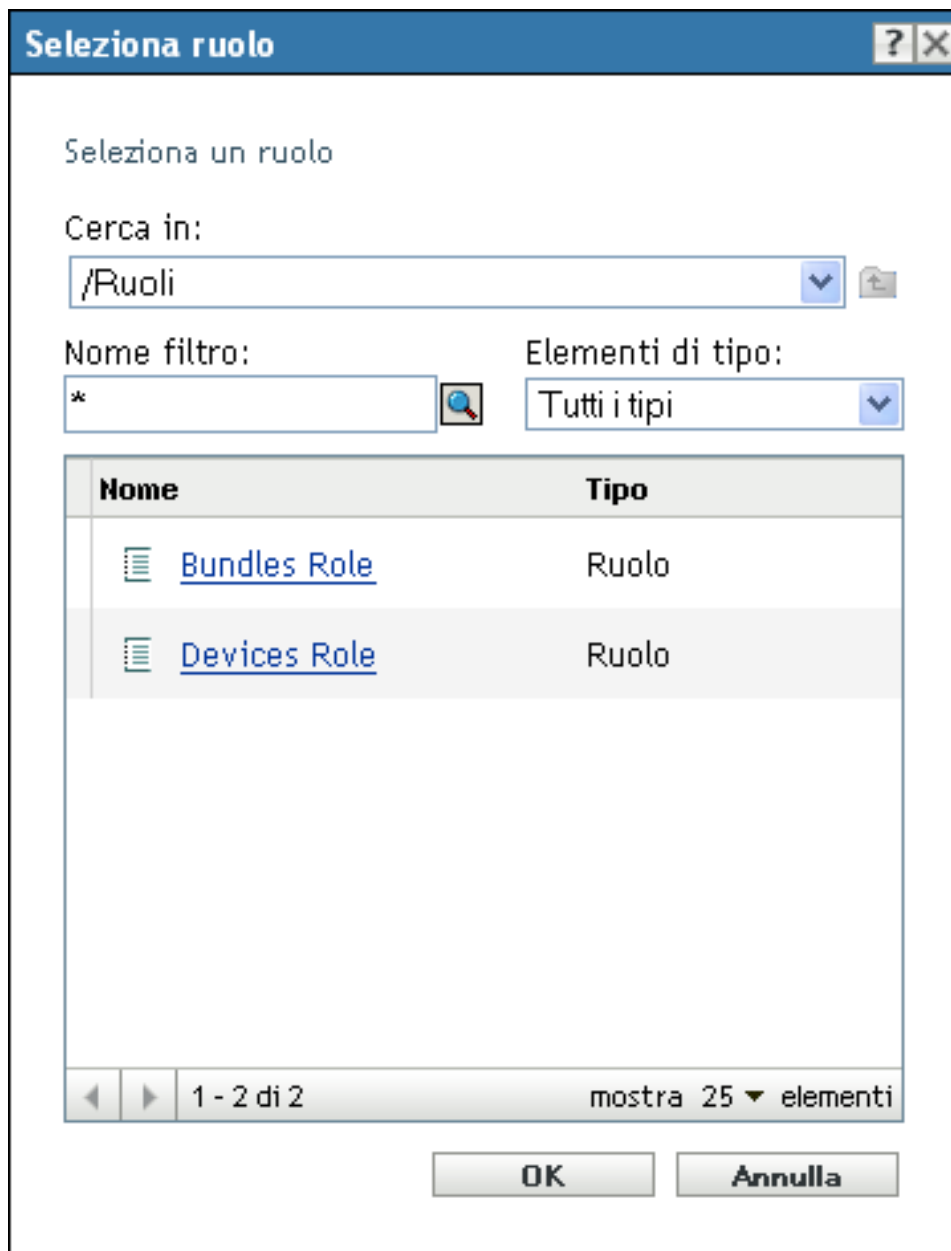 Seleziona ruolo ?
Seleziona un ruolo
Cerca in:
/Ruoli
Nome filtro: Elementi di tipo:
* Tutti i tipi
Nome Tipo
Bundles Role Ruolo
Devices Role Ruolo
1 - 2 di 2 mostra 25 elementi
OK Annulla